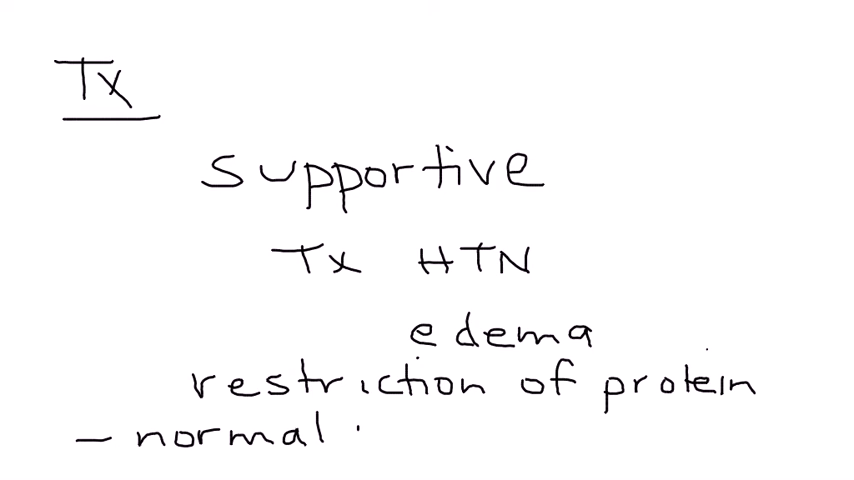 Tx
supportive
Tx HTN
edema
restriction of protein
- normal